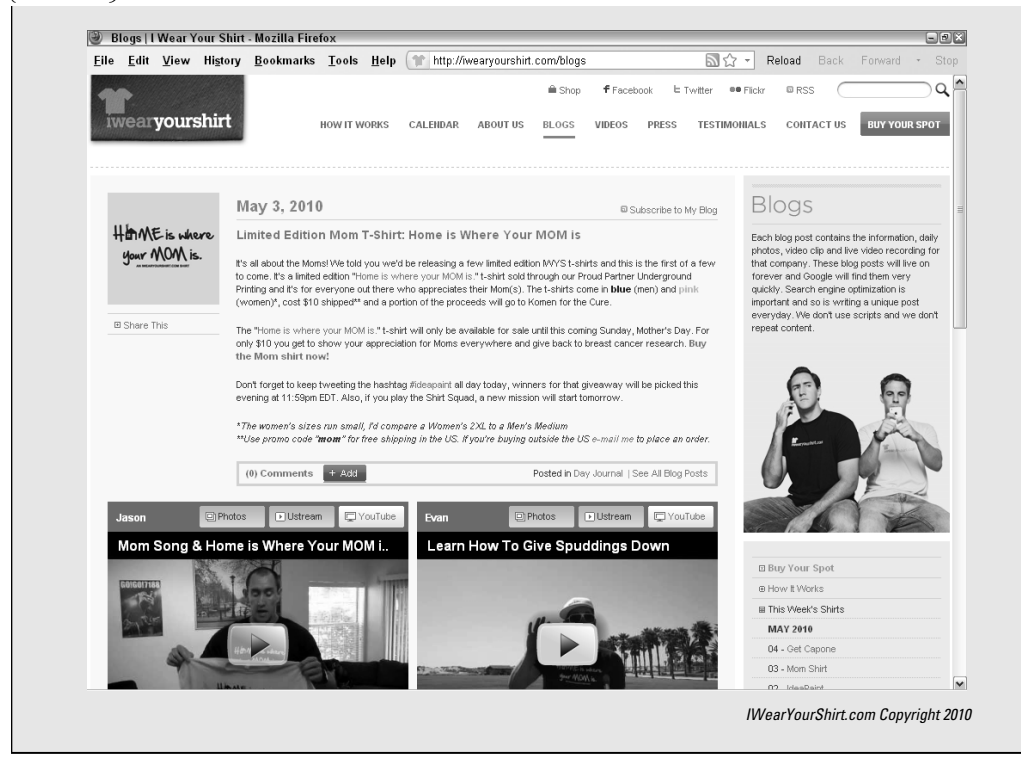 Blogs | I Wear Your Shirt - Mozilla Firefox
File Edit View History Bookmarks Tools Help http://iwearyourshirt.com/blogs Reload Back Forward Stop
iwearyourshirt
Shop Facebook Twitter Flickr RSS
HOW IT WORKS CALENDAR ABOUT US BLOGS VIDEOS PRESS TESTIMONIALS CONTACT US BUY YOUR SPOT
HOME is where
your MOM is.
AN IWEARYOURSHIRT.COM SHIRT
Share This
May 3, 2010
Subscribe to My Blog
Limited Edition Mom T-Shirt: Home is Where Your MOM is
It's all about the Moms! We told you we'd be releasing a few limited edition IWYS t-shirts and this is the first of a few
to come. It's a limited edition "Home is where your MOM is." t-shirt sold through our Proud Partner Underground
Printing and it's for everyone out there who appreciates their Mom(s). The t-shirts come in blue (men) and pink
(women)*, cost $10 shipped** and a portion of the proceeds will go to Komen for the
Cure.
The "Home is where your MOM is." t-shirt will only be available for sale until this coming Sunday, Mother's Day. For
only $10 you get to show your appreciation for Moms everywhere and give back to breast cancer research. Buy
the Mom shirt now!
Don't forget to keep tweeting the hashtag #ideapaint all day today, winners for that giveaway will be picked this
evening at 11:59pm EDT. Also, if you play the Shirt Squad, a new mission will start tomorrow.
*The women's sizes run small, I'd compare a Women's 2XL to a Men's Medium
**Use promo code "mom" for free shipping in the US. If you're buying outside the US e-mail me to place an order.
(0) Comments + Add Posted in Day Journal | See All Blog Posts
Jason Photos Ustream YouTube
Mom Song & Home is Where Your MOM i..
GO!GO!7188
Evan Photos Ustream YouTube
Learn How To Give Spuddings Down
Blogs
Each blog post contains the information, daily
photos, video clip and live video recording for
that company. These blog posts will live on
forever and Google will find them very
quickly. Search engine optimization is
important and so is writing a unique post
everyday. We don't use scripts and we don't
repeat content.
Buy Your Spot
How It Works
This Week's Shirts
MAY 2010
04 - Get Capone
03 - Mom Shirt
02 - IdeaPaint
IWearYourShirt.com Copyright 2010